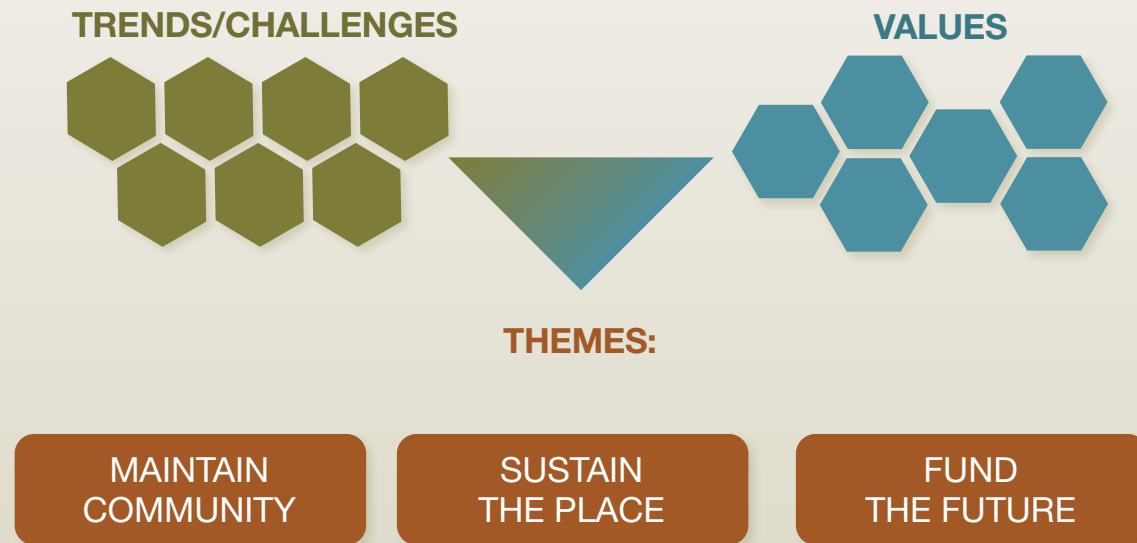 TRENDS/CHALLENGES
VALUES
THEMES:
MAINTAIN
COMMUNITY
SUSTAIN
THE PLACE
FUND
THE FUTURE